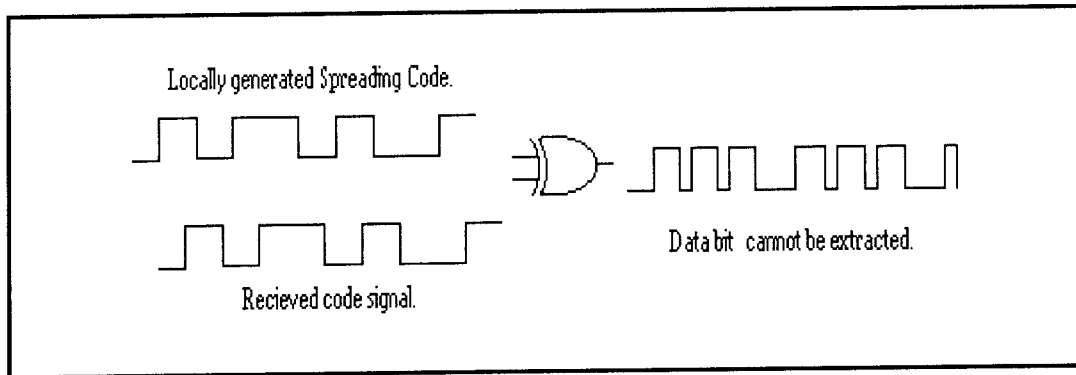 Locally generated Spreading Code.
Data bit cannot be extracted.
Recieved code signal.